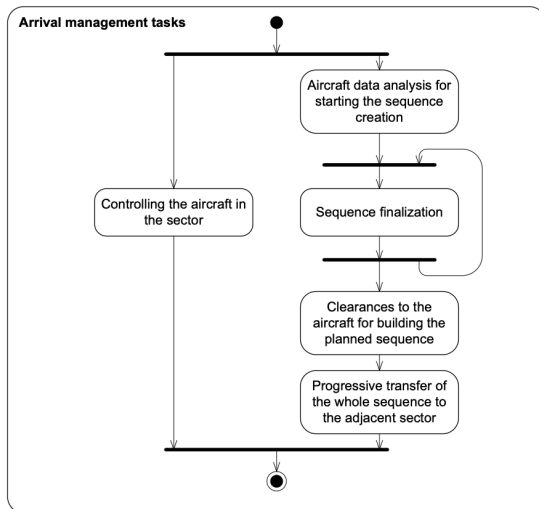 Arrival management tasks
Aircraft data analysis for
starting the sequence
creation
Controlling the aircraft in
the sector
Sequence finalization
Clearances to the
aircraft for building the
planned sequence
Progressive transfer of
the whole sequence to
the adjacent sector